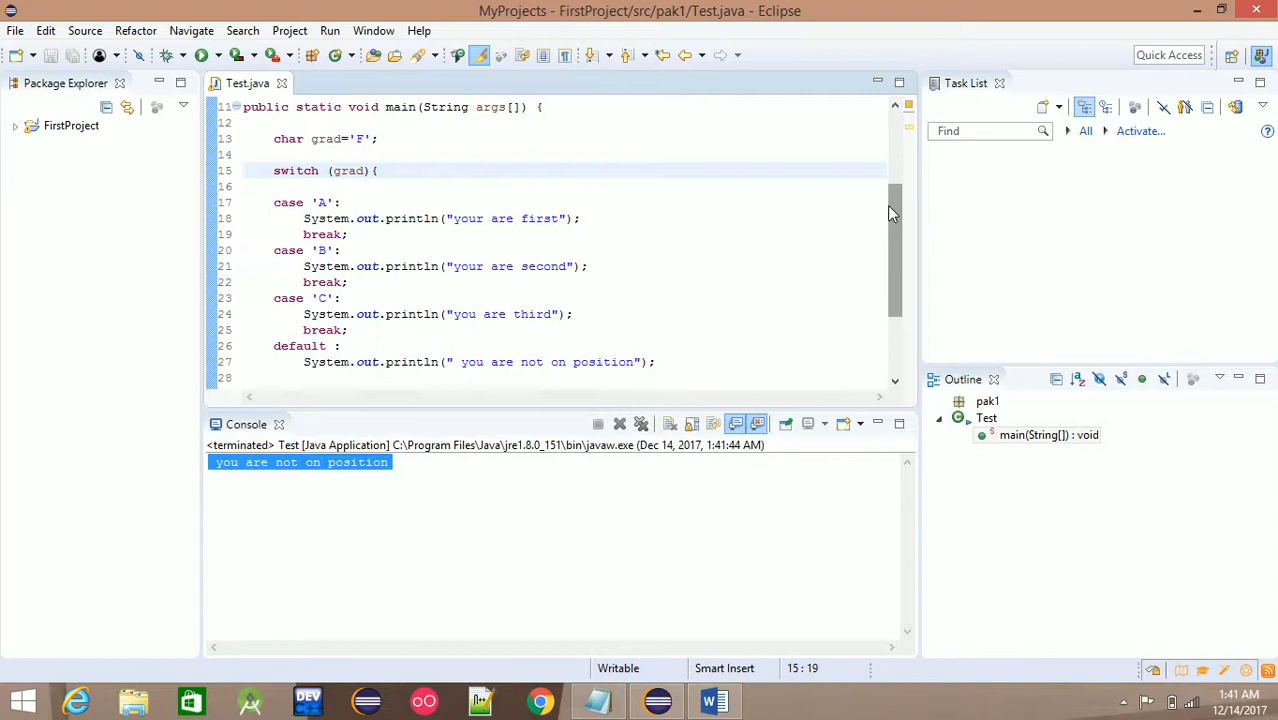 MyProjects - FirstProject/src/pak1/Test.java - Eclipse
File Edit Source Refactor Navigate Search Project Run Window Help
Quick Access
Package Explorer
Test.java
Task List
FirstProject
Find
All
Activate...
11 public static void main(String args[]) {
12
13 char grad='F';
14
15 switch (grad){
16
17 case 'A':
18 System.out.println("your are first");
19 break;
20 case 'B':
21 System.out.println("your are second");
22 break;
23 case 'C':
24 System.out.println("you are third");
25 break;
26 default :
27 System.out.println(" you are not on position");
28
Outline
pak1
Test
S main(String[]) : void
Console
<terminated> Test [Java Application] C:\Program Files\Java\jre1.8.0_151\bin\javaw.exe (Dec 14, 2017, 1:41:44 AM)
you are not on position
Writable
Smart Insert
15 : 19
DEV
1:41 AM
12/14/2017